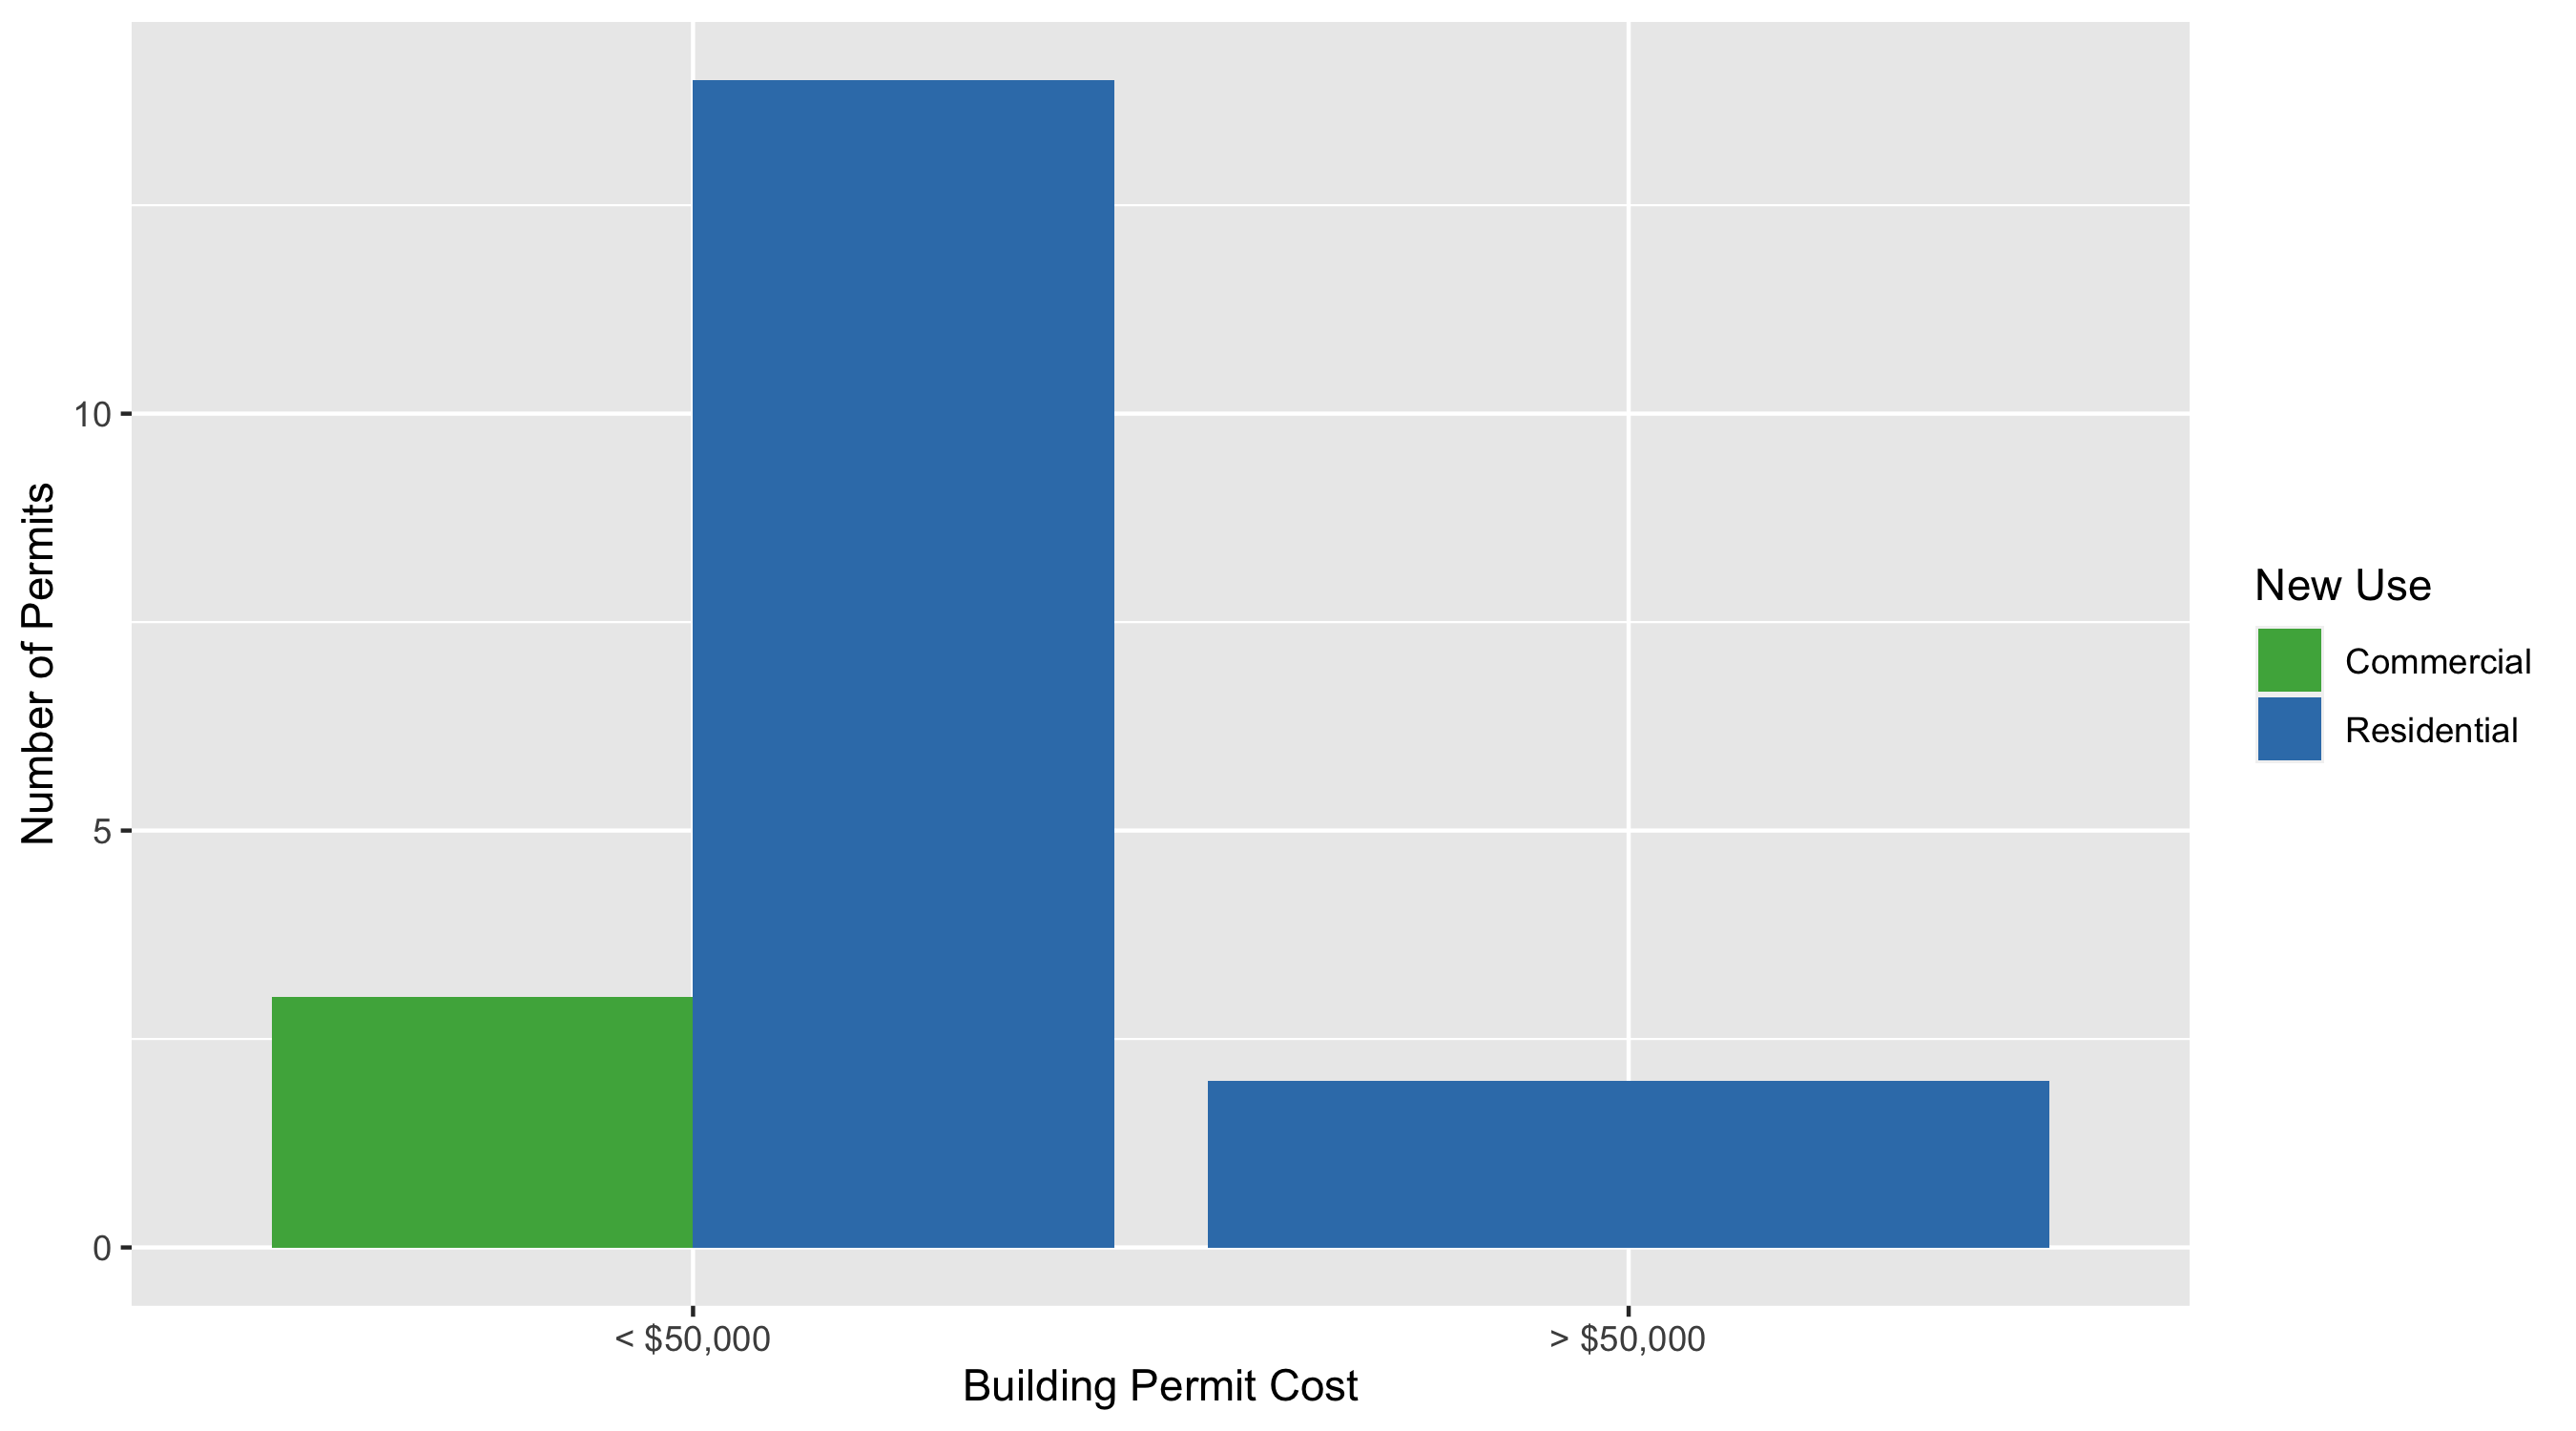 10
5
0
Number of Permits
< $50,000
> $50,000
Building Permit Cost
New Use
Commercial
Residential